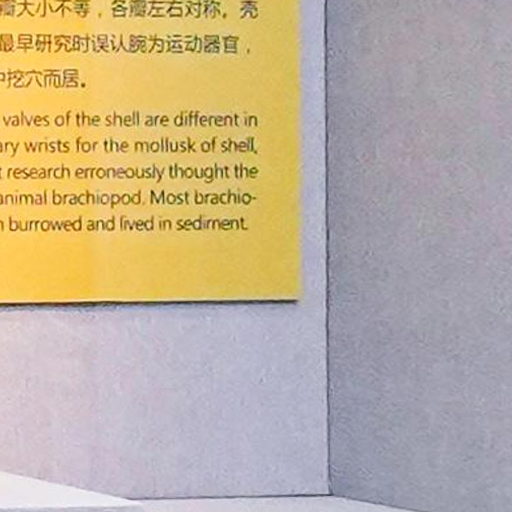 瓣大小不等，各瓣左右对称。壳
最早研究时误认腕为运动器官，
中挖穴而居。
valves of the shell are different in
ary wrists for the mollusk of shell,
t research erroneously thought the
animal brachiopod. Most brachio-
n burrowed and lived in sediment.